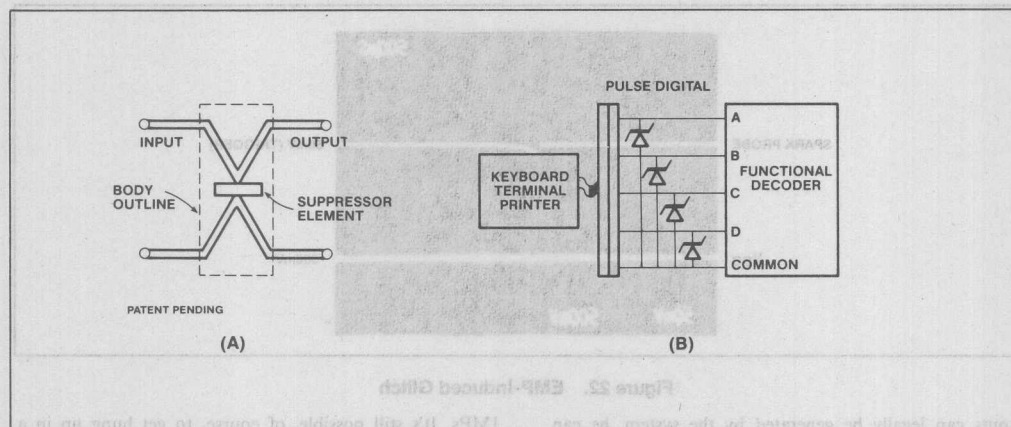 PULSE DIGITAL
A
INPUT
OUTPUT
B
KEYBOARD
TERMINAL
PRINTER
FUNCTIONAL
DECODER
BODY
OUTLINE
SUPPRESSOR
ELEMENT
C
D
COMMON
PATENT PENDING
(A)
(B)
Figure 22. EMP-Induced Glitch